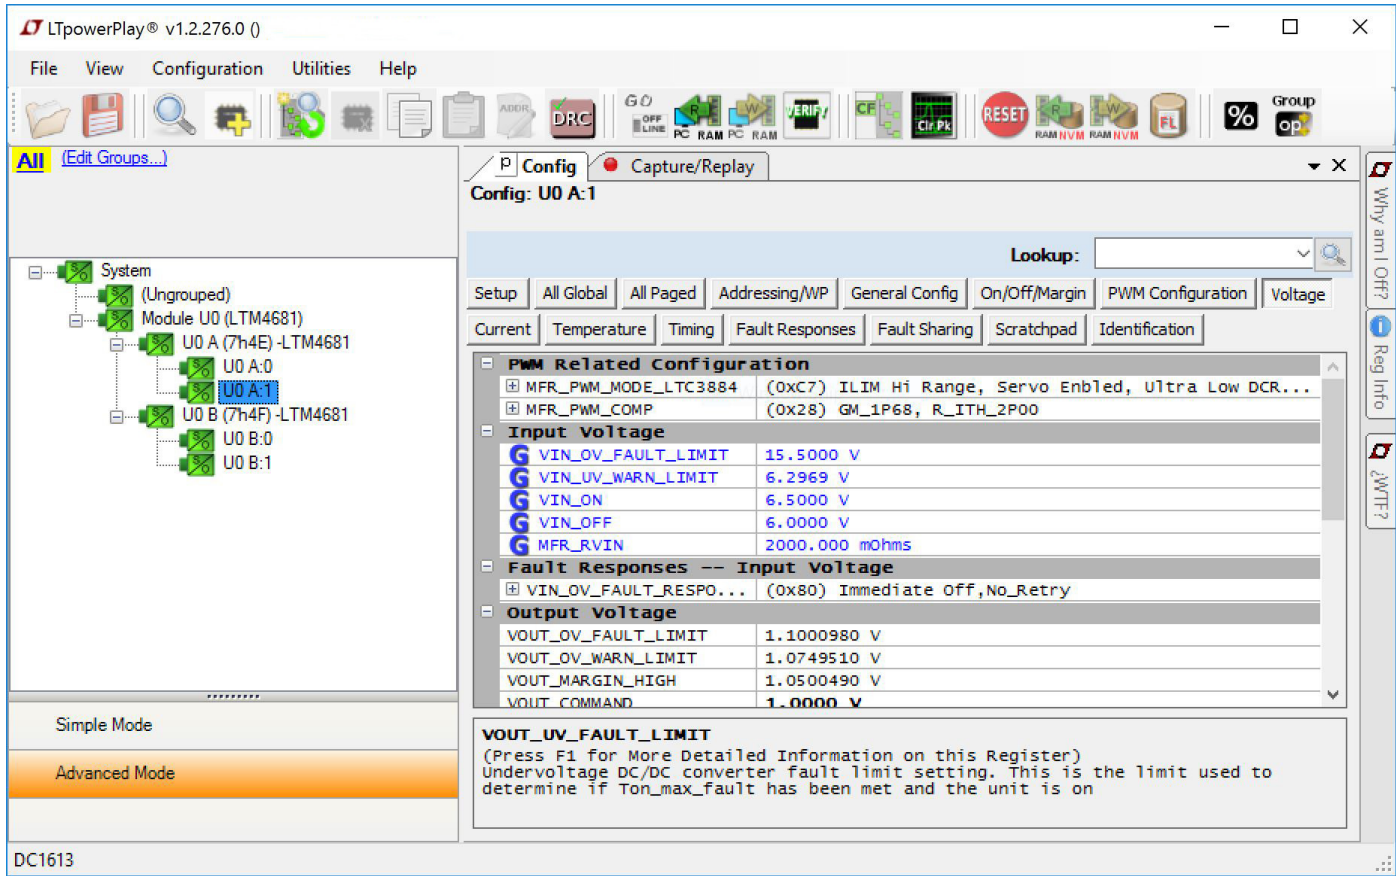 LTpowerPlay® v1.2.276.0 ()
File View Configuration Utilities Help
ADDR DRC GO OFF LINE R PC RAM W PC RAM VERIFY CF Clr Pk RESET R RAM NVM W RAM NVM FL % Group op
All (Edit Groups...)
System
(Ungrouped)
Module U0 (LTM4681)
U0 A (7h4E) -LTM4681
U0 A:0
U0 A:1
U0 B (7h4F) -LTM4681
U0 B:0
U0 B:1
Simple Mode
Advanced Mode
p Config Capture/Replay
Config: U0 A:1
Lookup:
Setup All Global All Paged Addressing/WP General Config On/Off/Margin PWM Configuration Voltage
Current Temperature Timing Fault Responses Fault Sharing Scratchpad Identification
PWM Related Configuration
MFR_PWM_MODE_LTC3884 (0xC7) ILIM Hi Range, Servo Enbled, Ultra Low DCR...
MFR_PWM_COMP (0x28) GM_1P68, R_ITH_2P00
Input Voltage
G VIN_OV_FAULT_LIMIT 15.5000 V
G VIN_UV_WARN_LIMIT 6.2969 V
G VIN_ON 6.5000 V
G VIN_OFF 6.0000 V
G MFR_RVIN 2000.000 mOhms
Fault Responses -- Input Voltage
VIN_OV_FAULT_RESPO... (0x80) Immediate Off,No_Retry
Output Voltage
VOUT_OV_FAULT_LIMIT 1.1000980 V
VOUT_OV_WARN_LIMIT 1.0749510 V
VOUT_MARGIN_HIGH 1.0500490 V
VOUT_COMMAND 1.0000 V
VOUT_UV_FAULT_LIMIT
(Press F1 for More Detailed Information on this Register)
Undervoltage DC/DC converter fault limit setting. This is the limit used to
determine if Ton_max_fault has been met and the unit is on
Why am I Off?
Reg Info
¿WTF?
DC1613